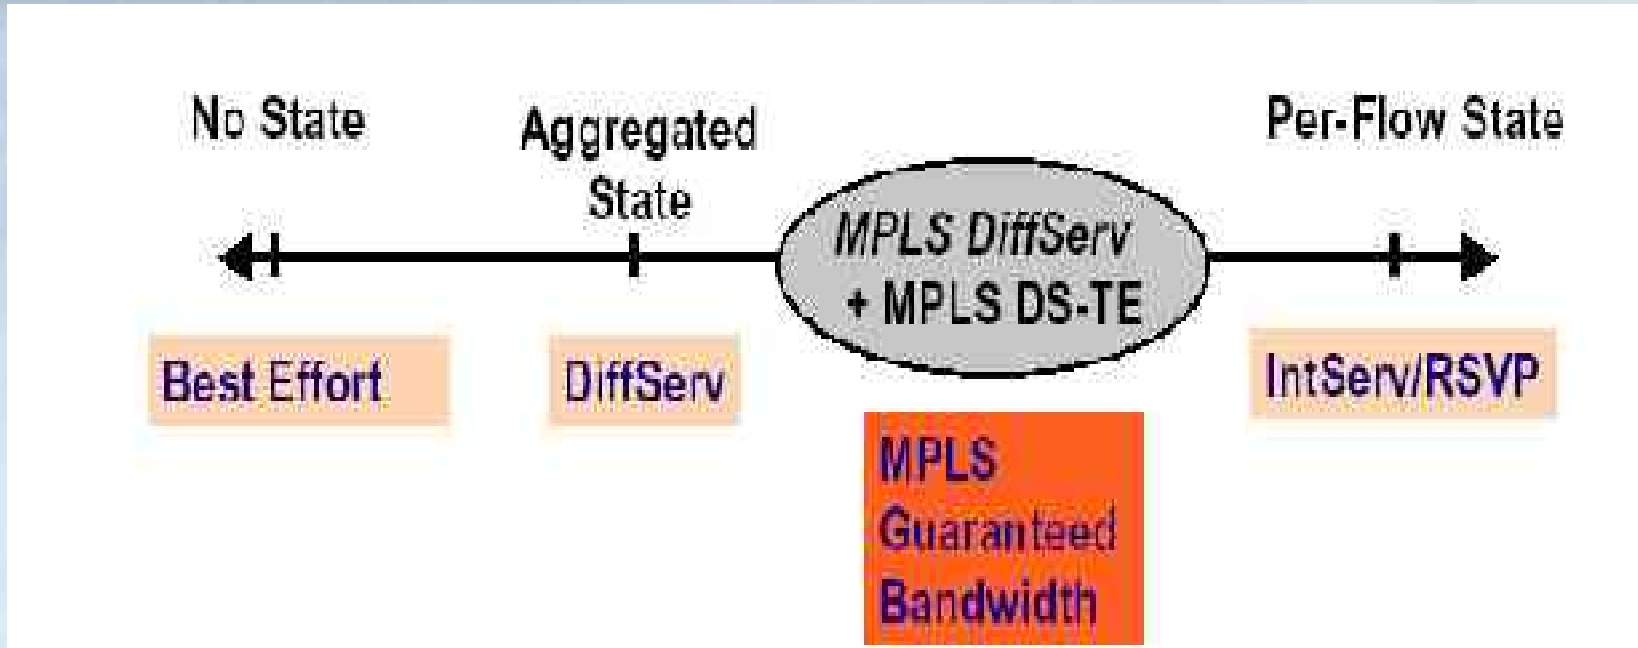 No State
Aggregated
State
Per-Flow State
MPLS DiffServ
+ MPLS DS-TE
Best Effort
DiffServ
IntServ/RSVP
MPLS
Guaranteed
Bandwidth